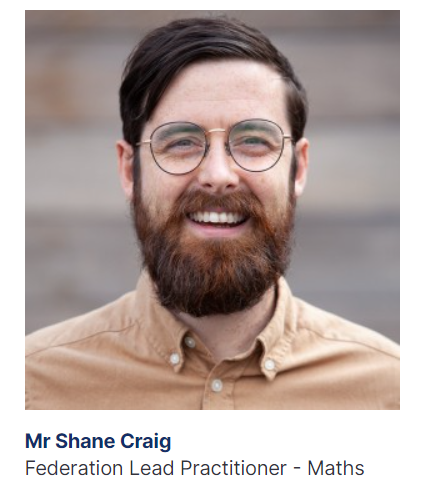 Mr Shane Craig
Federation Lead Practitioner - Maths